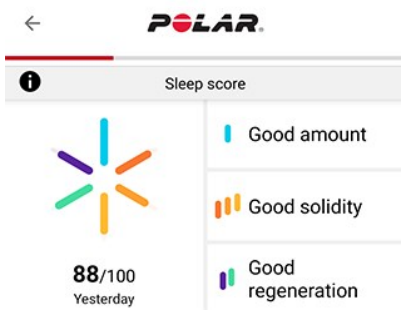 POLAR.
Sleep score
Good amount
Good solidity
Good
regeneration
88/100
Yesterday